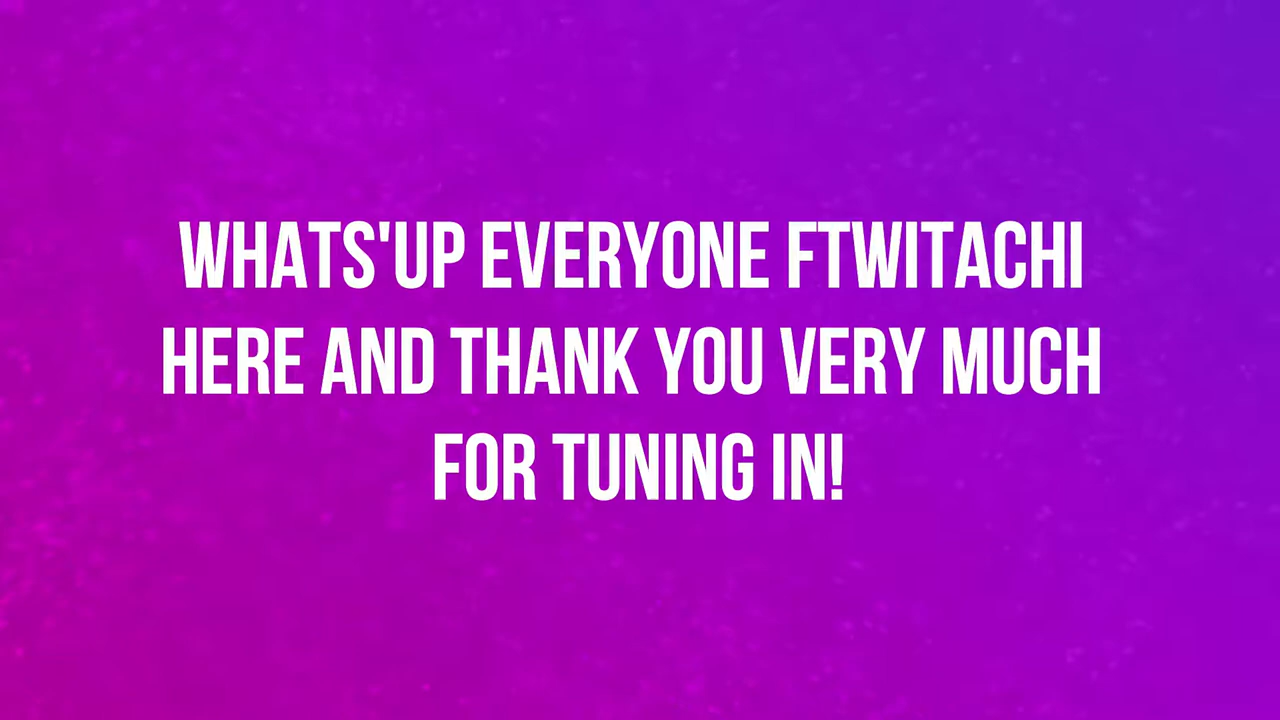 WHATS'UP EVERYONE FTWITACHI
HERE AND THANK YOU VERY MUCH
FOR TUNING IN!